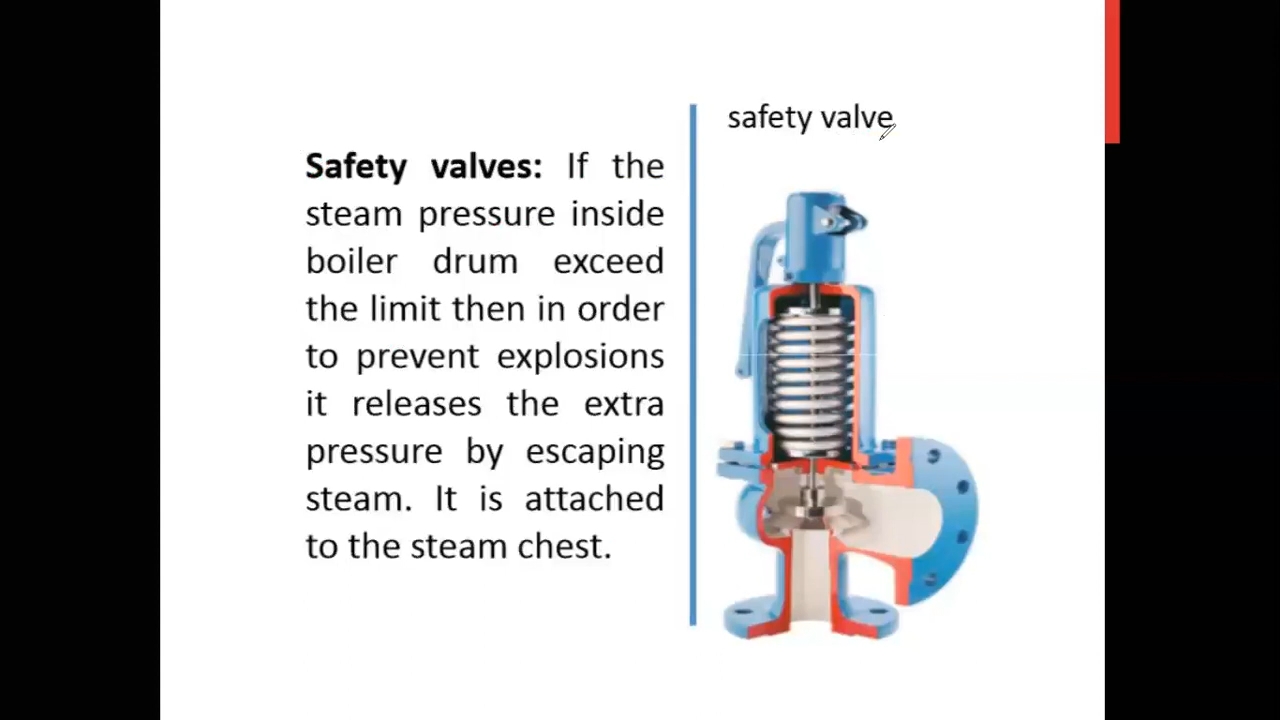 safety valve
Safety valves: If the
steam pressure inside
boiler drum exceed
the limit then in order
to prevent explosions
it releases the extra
pressure by escaping
steam. It is attached
to the steam chest.